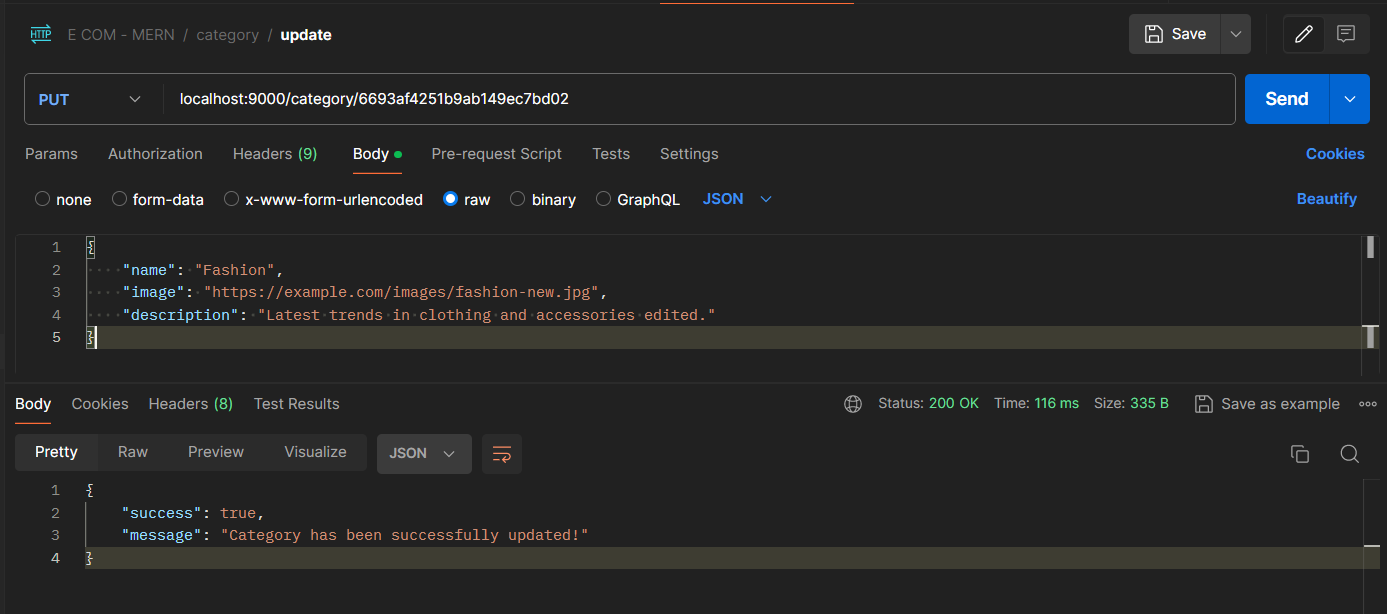 HTTP E COM - MERN / category / update Save
PUT localhost:9000/category/6693af4251b9ab149ec7bd02 Send
Params Authorization Headers (9) Body Pre-request Script Tests Settings Cookies
none form-data x-www-form-urlencoded raw binary GraphQL JSON Beautify
1 {
2 "name": "Fashion",
3 "image": "https://example.com/images/fashion-new.jpg",
4 "description": "Latest trends in clothing and accessories edited."
5 }
Body Cookies Headers (8) Test Results Status: 200 OK Time: 116 ms Size: 335 B Save as example
Pretty Raw Preview Visualize JSON
1 {
2 "success": true,
3 "message": "Category has been successfully updated!"
4 }